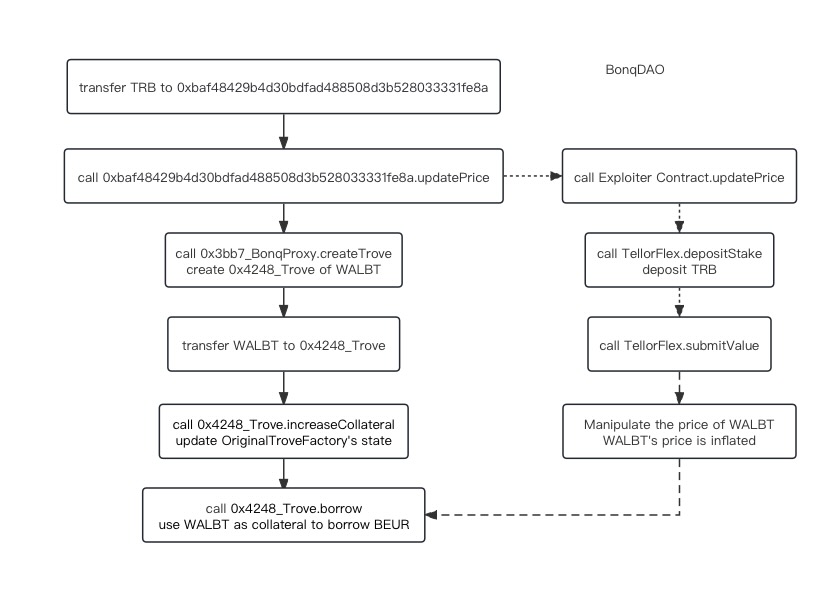 BonqDAO
transfer TRB to 0xbaf48429b4d30bdfad488508d3b528033331fe8a
call 0xbaf48429b4d30bdfad488508d3b528033331fe8a.updatePrice
call Exploiter Contract.updatePrice
call 0x3bb7_BonqProxy.createTrove
create 0x4248_Trove of WALBT
call TellorFlex.depositStake
deposit TRB
transfer WALBT to 0x4248_Trove
call TellorFlex.submitValue
call 0x4248_Trove.increaseCollateral
update OriginalTroveFactory's state
Manipulate the price of WALBT
WALBT's price is inflated
call 0x4248_Trove.borrow
use WALBT as collateral to borrow BEUR